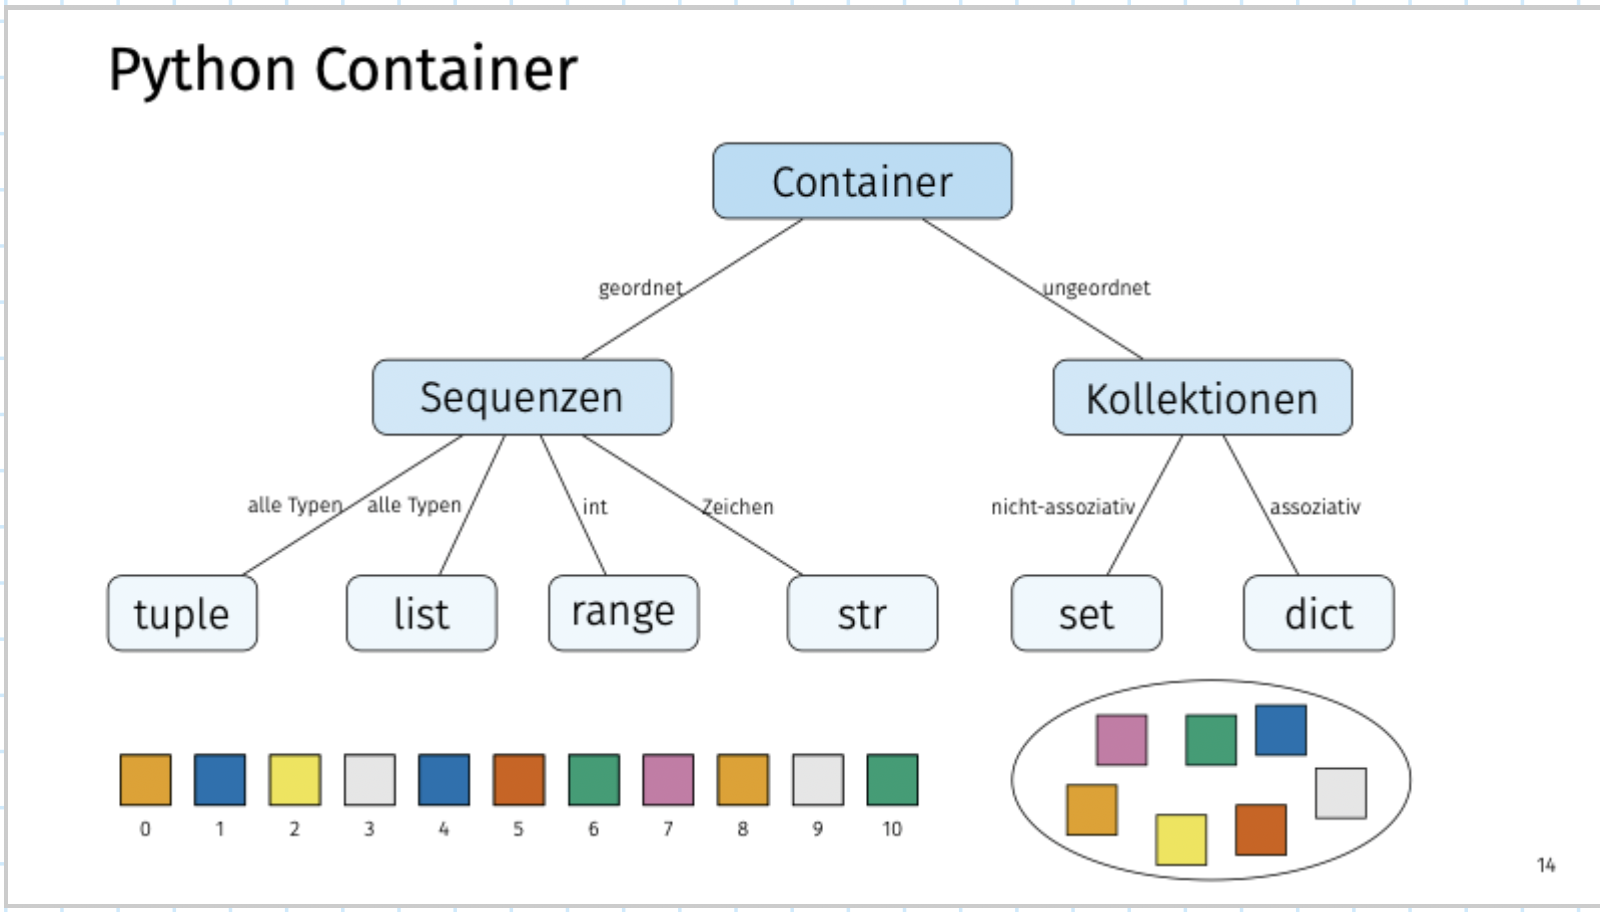 Python Container
Container
geordnet
ungeordnet
Sequenzen
Kollektionen
alle Typen
alle Typen
int
Zeichen
nicht-assoziativ
assoziativ
tuple
list
range
str
set
dict
0 1 2 3 4 5 6 7 8 9 10
14